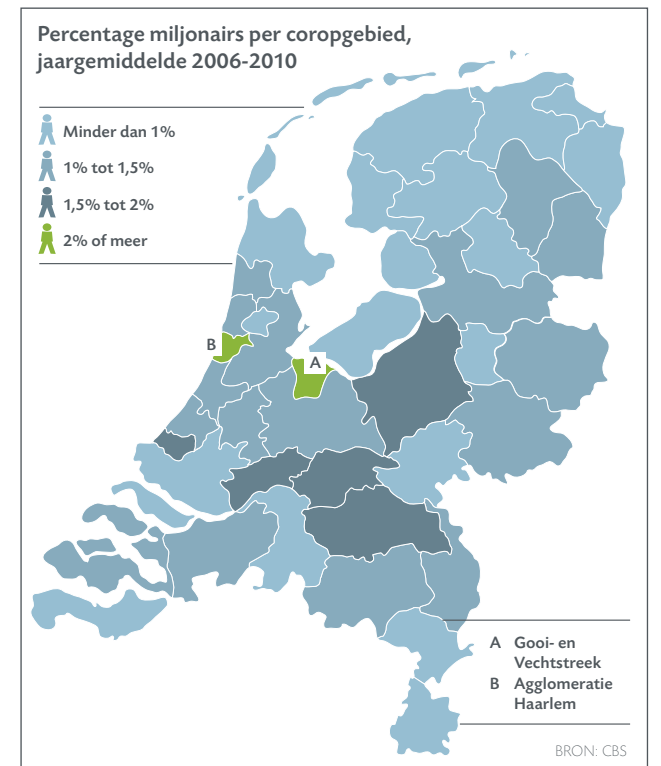 Percentage miljonairs per coropgebied,
jaargemiddelde 2006-2010
Minder dan 1%
1% tot 1,5%
1,5% tot 2%
2% of meer
B
A
A Gooi- en
Vechtstreek
B Agglomeratie
Haarlem
BRON: CBS